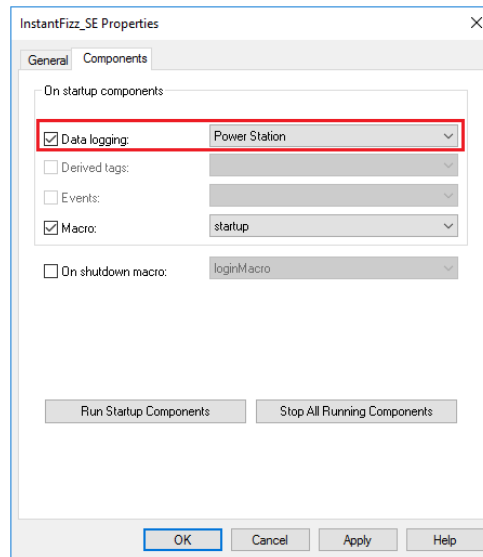 InstantFizz_SE Properties
General Components
On startup components
Data logging: Power Station
Derived tags:
Events:
Macro: startup
On shutdown macro: loginMacro
Run Startup Components Stop All Running Components
OK Cancel Apply Help